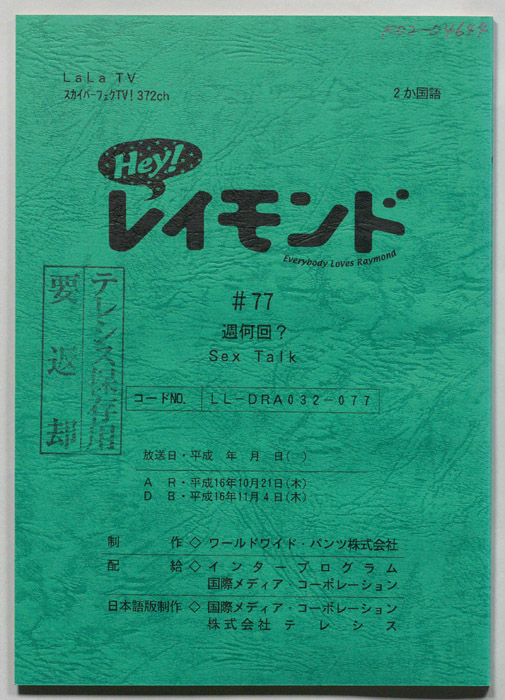 502-04644
LaLa TV
スカイパーフェクTV! 372ch
2か国語
Hey!
レイモンド
Everybody Loves Raymond
テレシス保存用
要返却
#77
週何回?
Sex Talk
コードNO. LL-DRA032-077
放送日・平成 年 月 日( )
A R・平成16年10月21日(木)
D B・平成16年11月4日(木)
制 作◇ワールドワイド・パンツ株式会社
配 給◇インタープログラム
国際メディア・コーポレーション
日本語版制作◇国際メディア・コーポレーション
株式会社テレシス